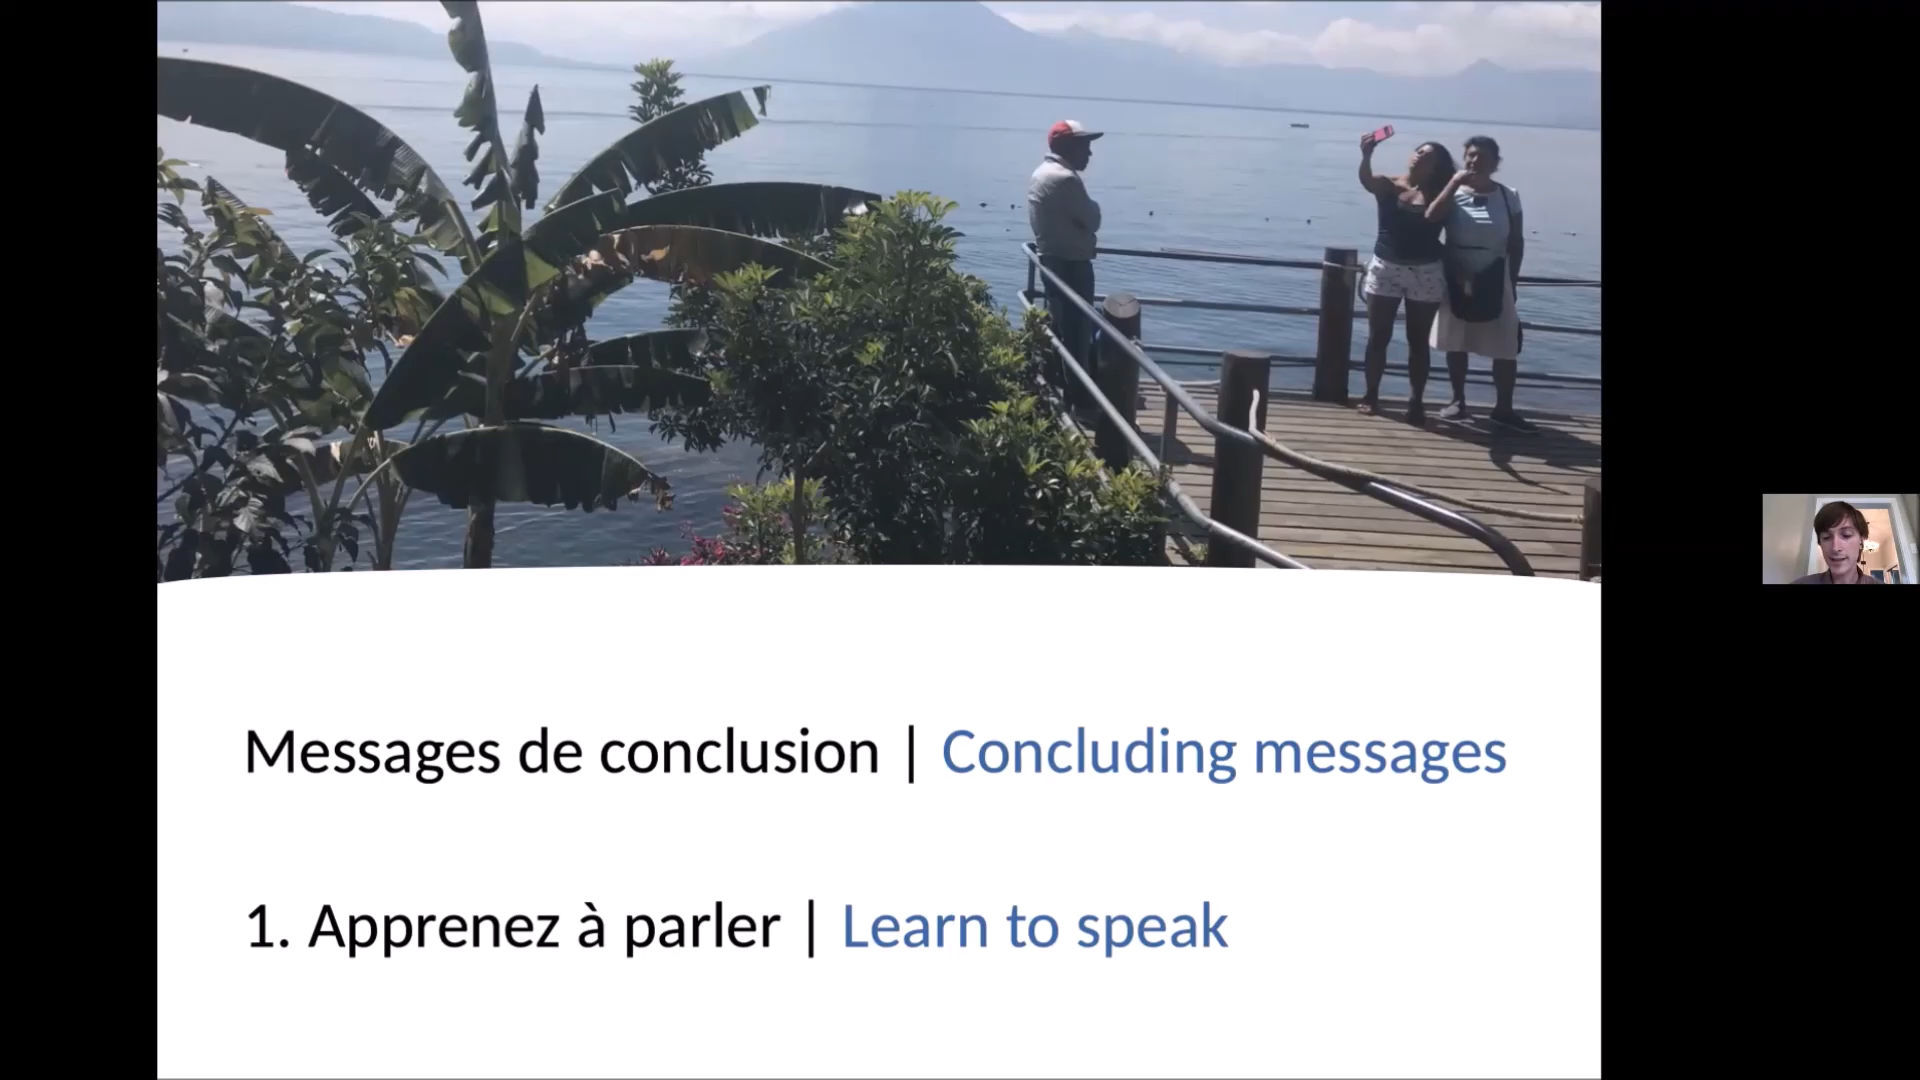 Messages de conclusion | Concluding messages
1. Apprenez à parler | Learn to speak